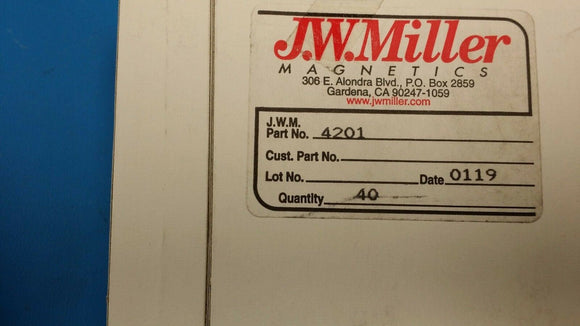 J.W.Miller
MAGNETICS
306 E. Alondra Blvd., P.O. Box 2859
Gardena, CA 90247-1059
www.jwmiller.com
J.W.M.
Part No. 4201
Cust. Part No.
Lot No. Date 0119
Quantity 40